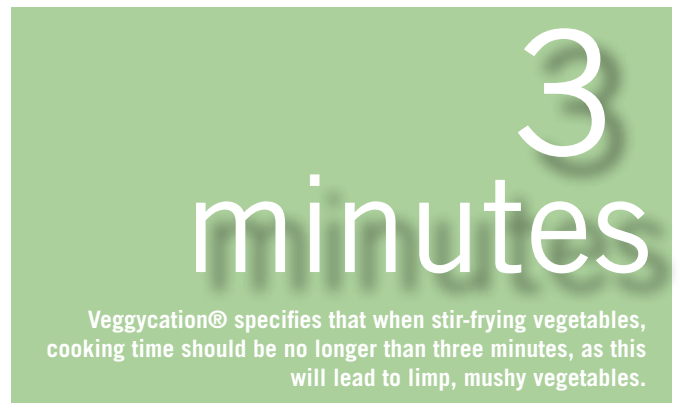 3
minutes
Veggycation® specifies that when stir-frying vegetables,
cooking time should be no longer than three minutes, as this
will lead to limp, mushy vegetables.